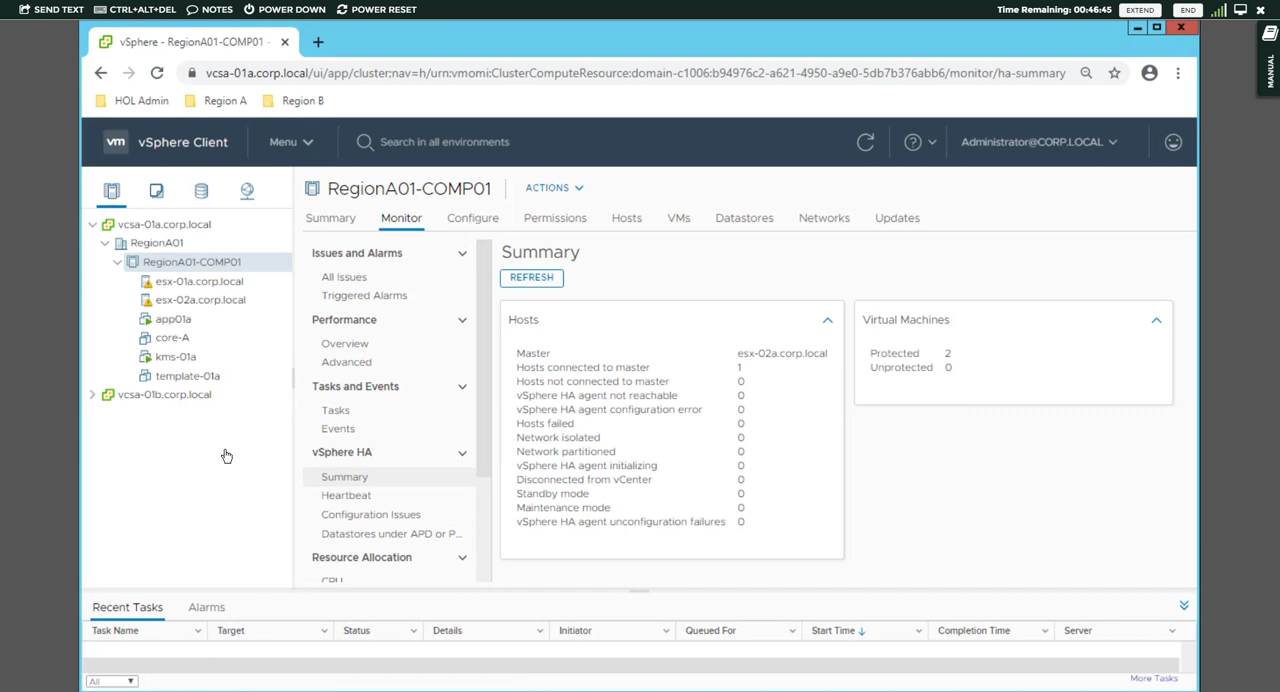 SEND TEXT CTRL+ALT+DEL NOTES POWER DOWN POWER RESET Time Remaining: 00:46:45 EXTEND END
MANUAL
vSphere - RegionA01-COMP01 -
vcsa-01a.corp.local/ui/app/cluster;nav=h/urn:vmomi:ClusterComputeResource:domain-c1006:b94976c2-a621-4950-a9e0-5db7b376abb6/monitor/ha-summary
HOL Admin Region A Region B
vm vSphere Client Menu Search in all environments Administrator@CORP.LOCAL
RegionA01-COMP01 ACTIONS
Summary Monitor Configure Permissions Hosts VMs Datastores Networks Updates
vcsa-01a.corp.local
RegionA01
RegionA01-COMP01
esx-01a.corp.local
esx-02a.corp.local
app01a
core-A
kms-01a
template-01a
vcsa-01b.corp.local
Issues and Alarms
All Issues
Triggered Alarms
Performance
Overview
Advanced
Tasks and Events
Tasks
Events
vSphere HA
Summary
Heartbeat
Configuration Issues
Datastores under APD or P...
Resource Allocation
CPU
Summary
REFRESH
Hosts
Master esx-02a.corp.local
Hosts connected to master 1
Hosts not connected to master 0
vSphere HA agent not reachable 0
vSphere HA agent configuration error 0
Hosts failed 0
Network isolated 0
Network partitioned 0
vSphere HA agent initializing 0
Disconnected from vCenter 0
Standby mode 0
Maintenance mode 0
vSphere HA agent unconfiguration failures 0
Virtual Machines
Protected 2
Unprotected 0
Recent Tasks Alarms
Task Name Target Status Details Initiator Queued For Start Time Completion Time Server
All More Tasks